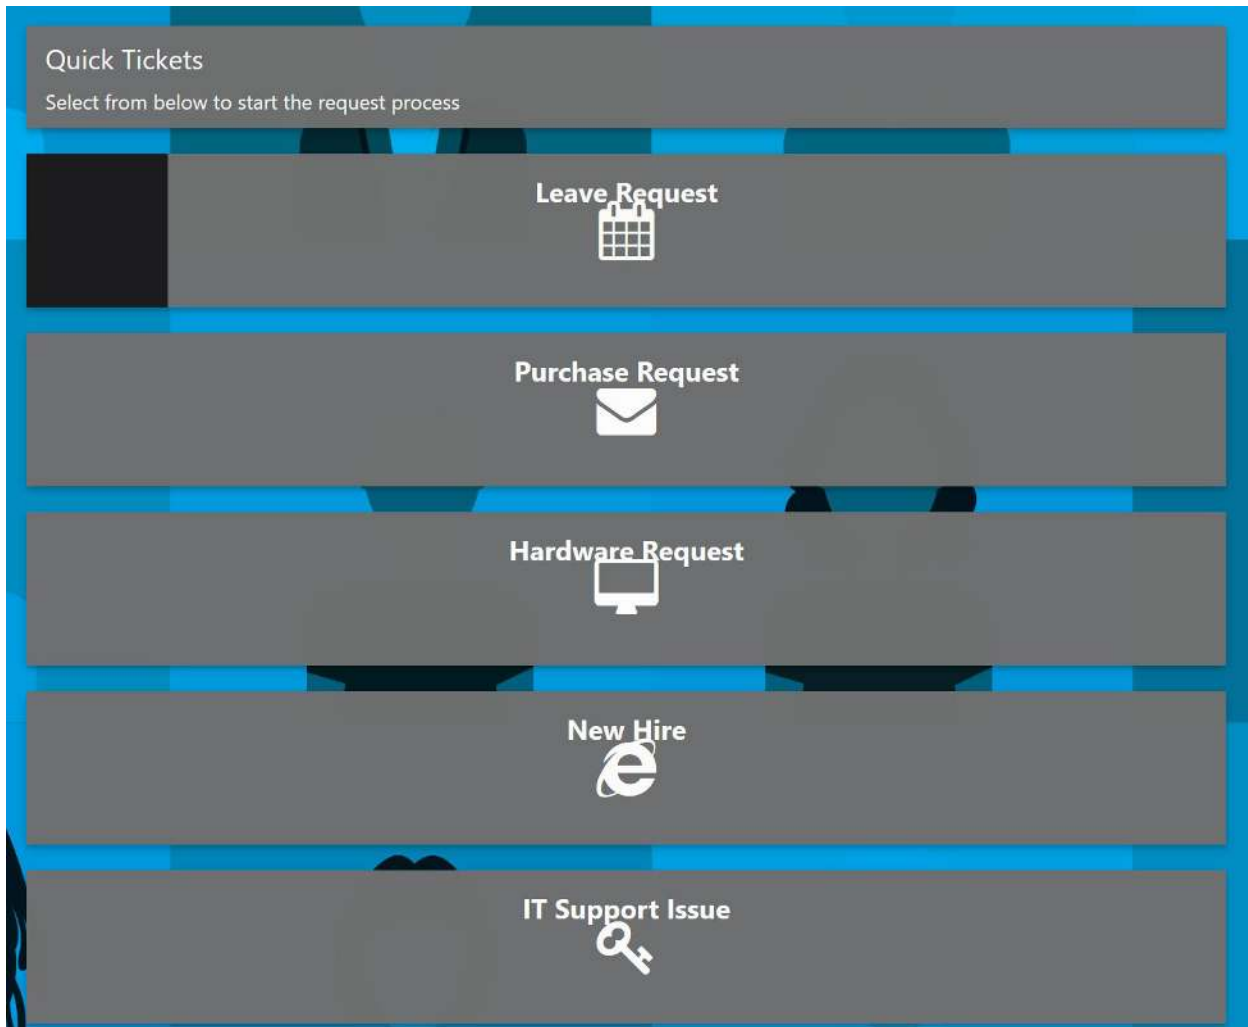 Quick Tickets
Select from below to start the request process
Leave Request
Purchase Request
Hardware Request
New Hire
IT Support Issue